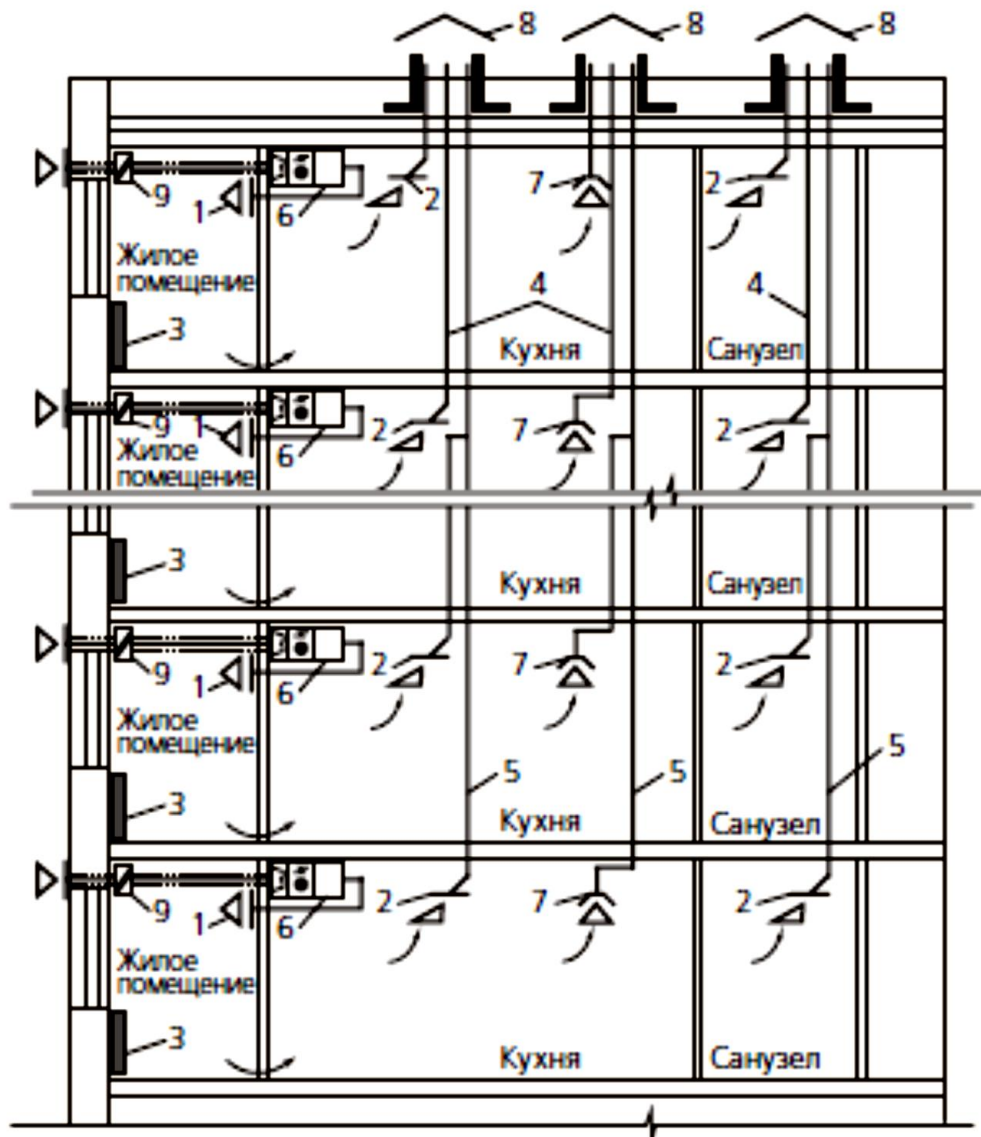 8 8 8
9 1 6 2 7 2
Жилое
помещение
4 4
3
Кухня Санузел
9 1 6 2 7 2
Жилое
помещение
3
Кухня Санузел
9 1 6 2 7 2
Жилое
помещение
5 5 5
3
Кухня Санузел
9 1 6 2 7 2
Жилое
помещение
3
Кухня Санузел